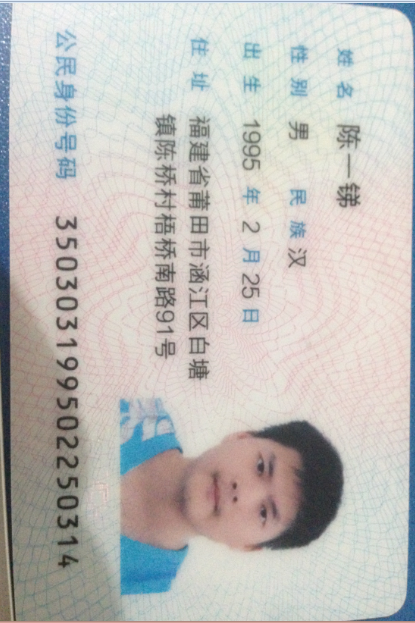 姓名 陈一锑
性别 男 民族 汉
出生 1995 年 2 月 25 日
住址 福建省莆田市涵江区白塘
镇陈桥村梧桥南路91号
公民身份号码 350303199502250314